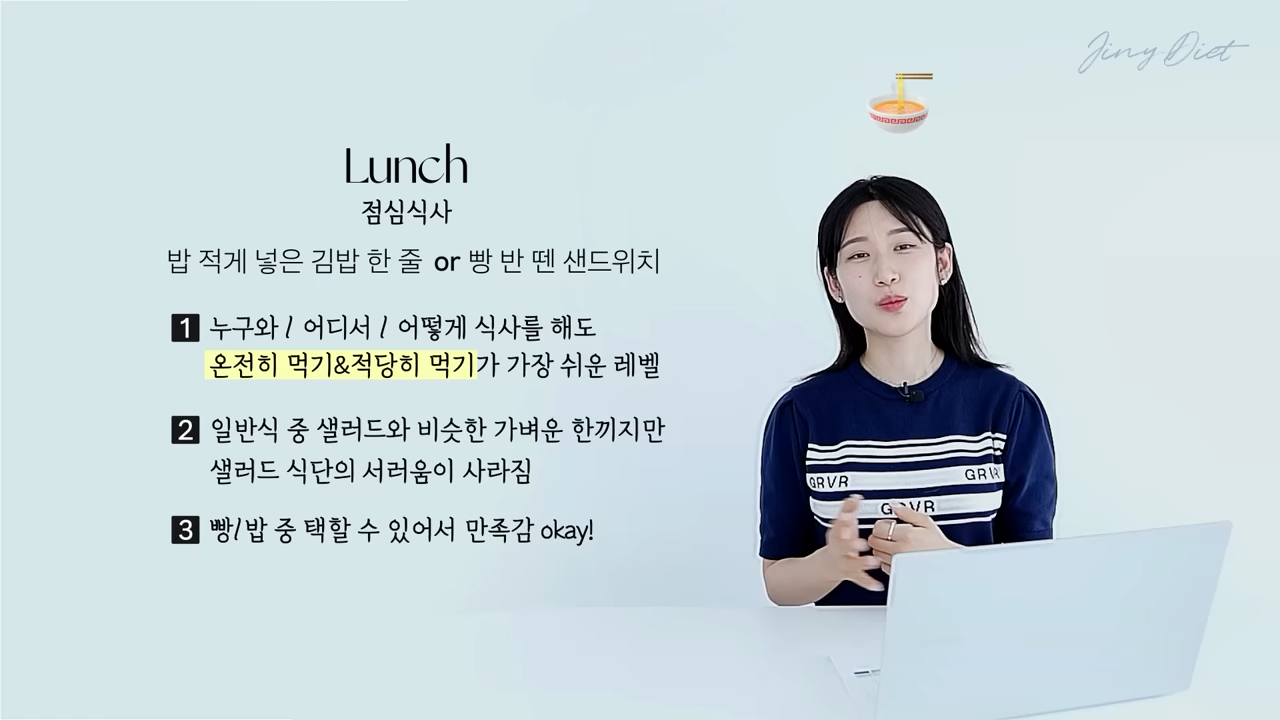 Jiny Diet
Lunch
점심식사
밥 적게 넣은 김밥 한 줄 or 빵 반 뗀 샌드위치
1 누구와 / 어디서 / 어떻게 식사를 해도
온전히 먹기&적당히 먹기가 가장 쉬운 레벨
2 일반식 중 샐러드와 비슷한 가벼운 한끼지만
샐러드 식단의 서러움이 사라짐
3 빵/밥 중 택할 수 있어서 만족감 okay!
GRVR GRVR
GRVR